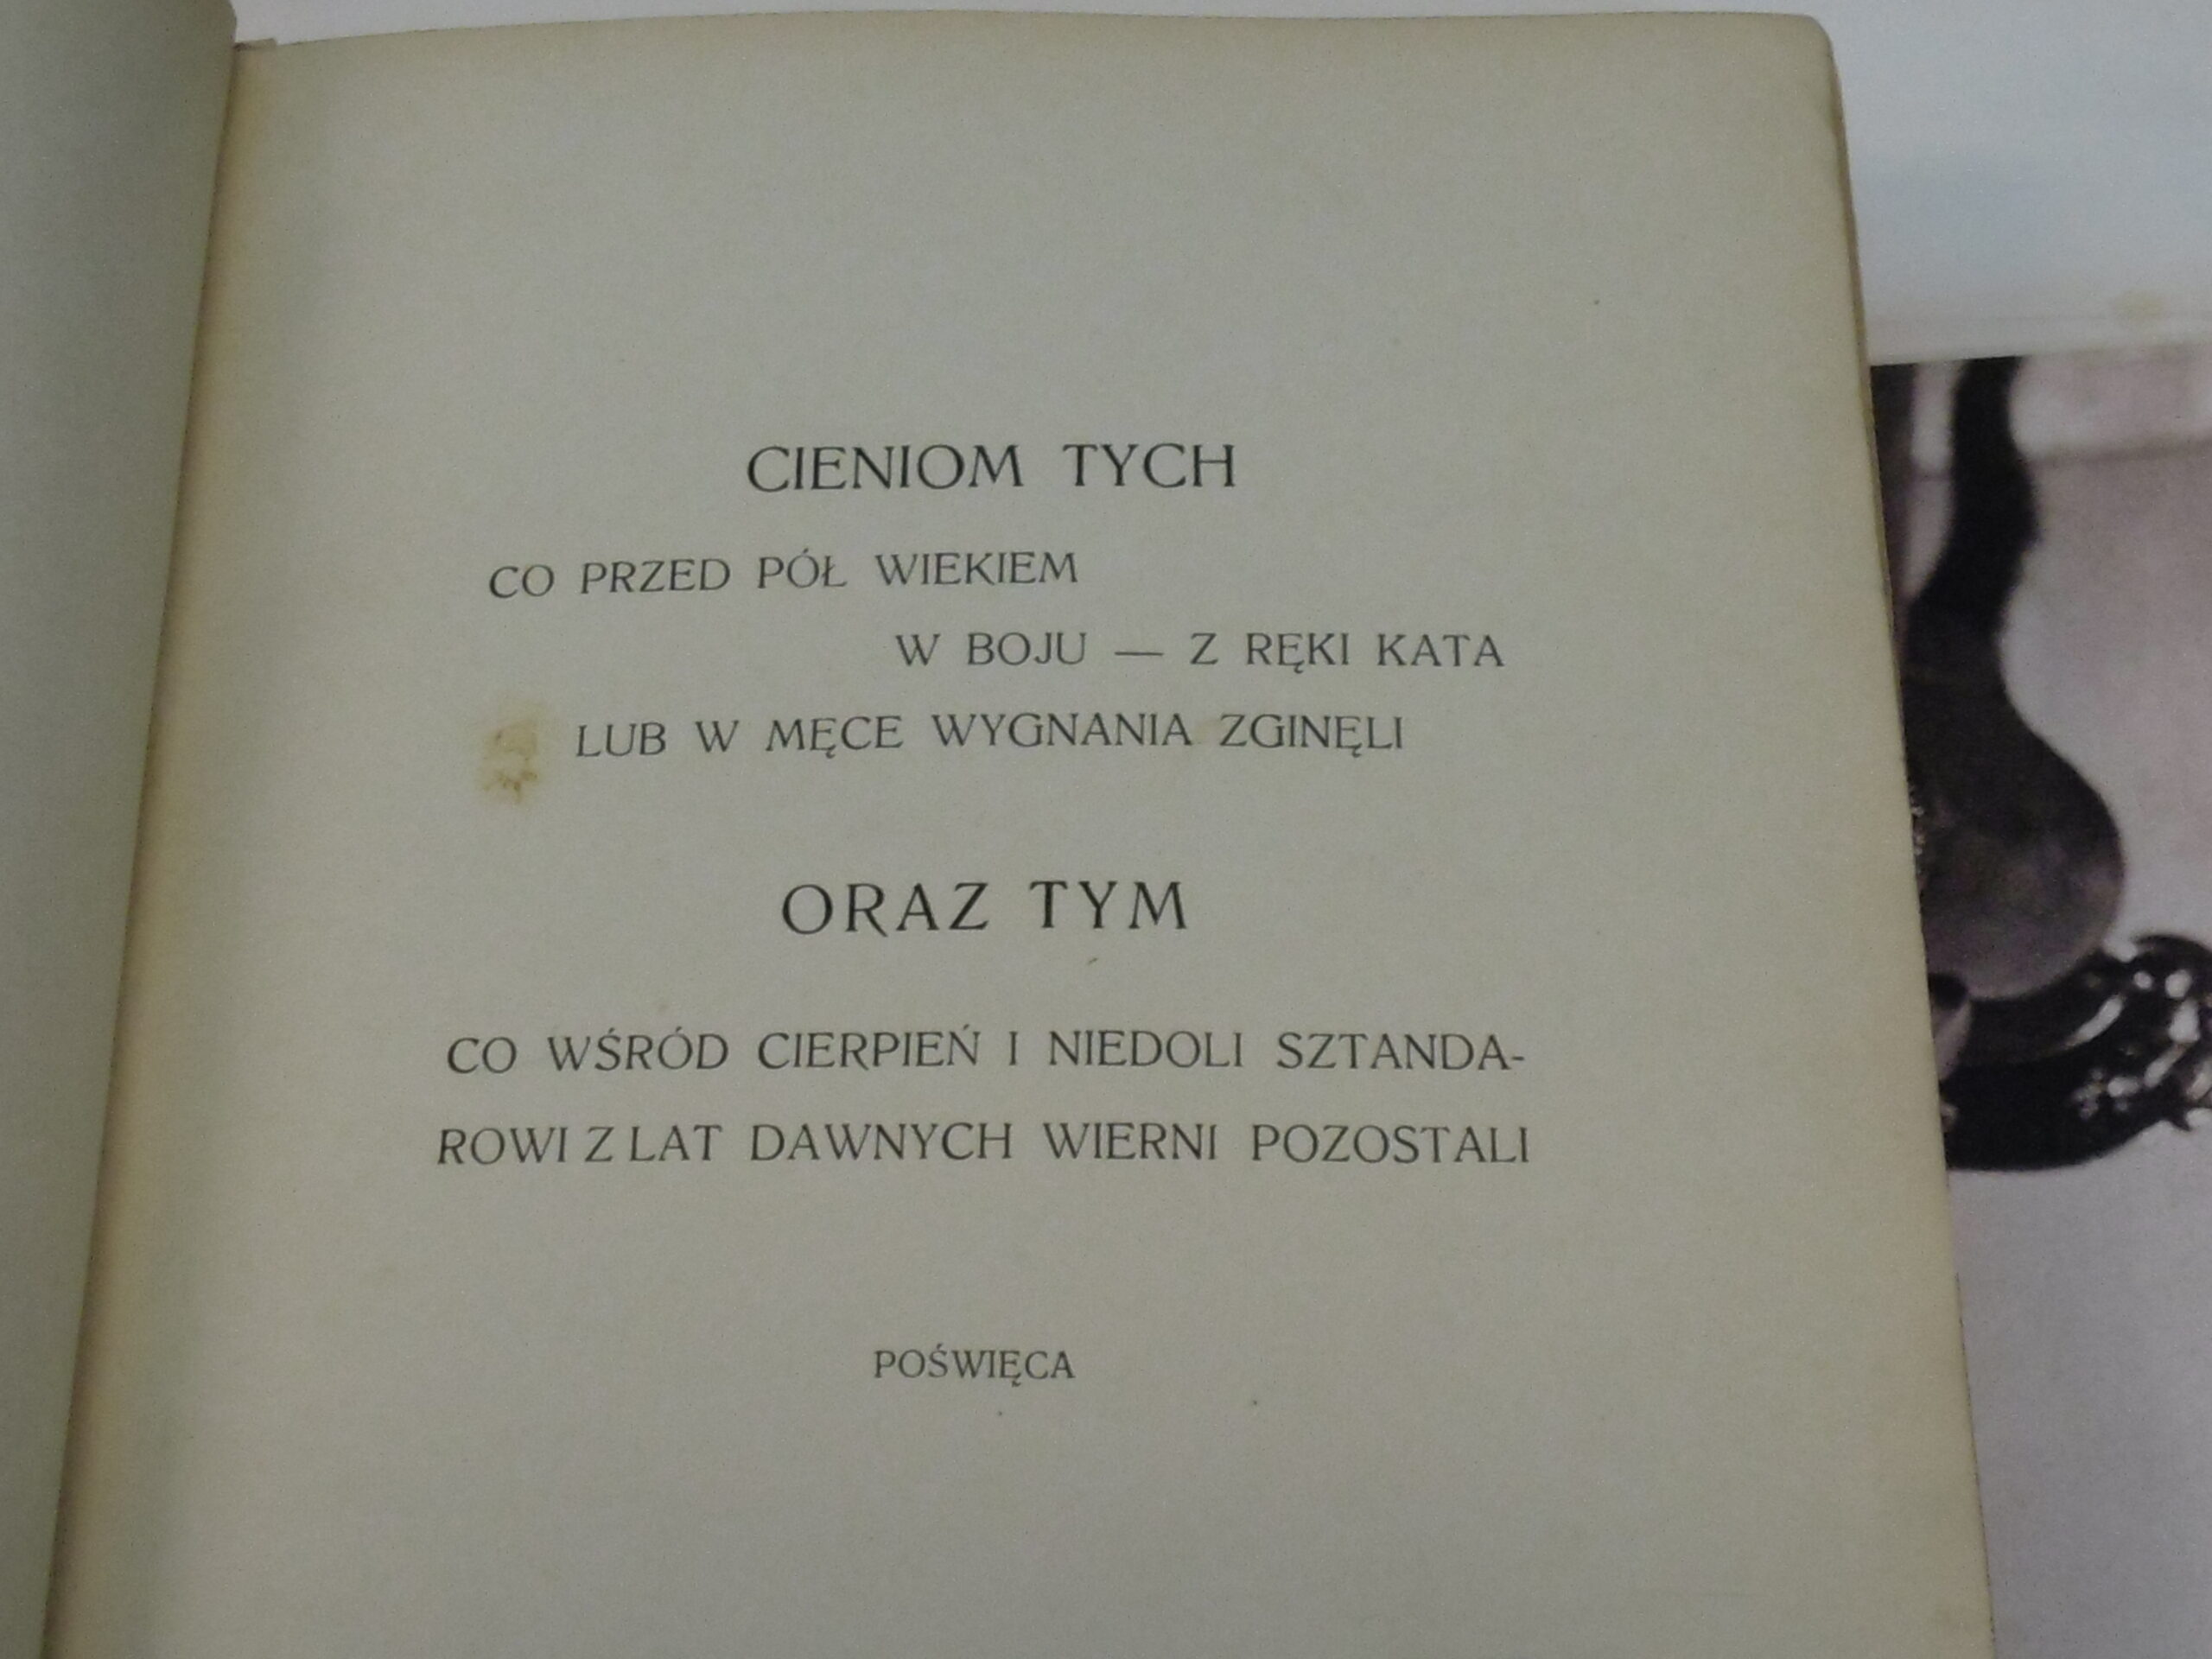 CIENIOM TYCH
CO PRZED PÓŁ WIEKIEM
W BOJU — Z RĘKI KATA
LUB W MĘCE WYGNANIA ZGINĘLI
ORAZ TYM
CO WŚRÓD CIERPIEŃ I NIEDOLI SZTANDA-
ROWI Z LAT DAWNYCH WIERNI POZOSTALI
POŚWIĘCA